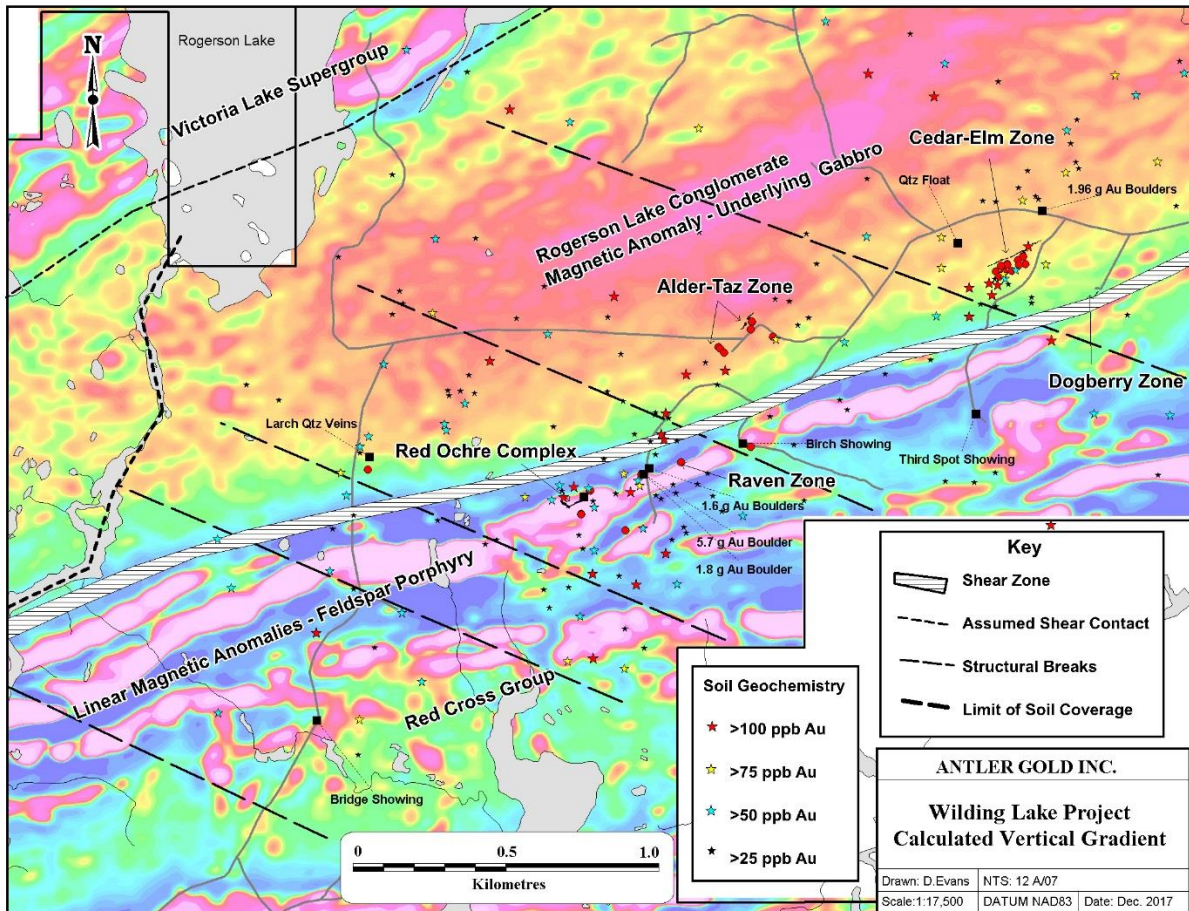 Rogerson Lake
N
Victoria Lake Supergroup
Cedar-Elm Zone
Qtz Float
1.96 g Au Boulders
Rogerson Lake Conglomerate
Magnetic Anomaly - Underlying Gabbro
Alder-Taz Zone
Dogberry Zone
Larch Qtz Veins
Red Ochre Complex
Birch Showing
Third Spot Showing
Raven Zone
1.6 g Au Boulders
5.7 g Au Boulder
1.8 g Au Boulder
Linear Magnetic Anomalies - Feldspar Porphyry
Red Cross Group
Bridge Showing
Key
Shear Zone
Assumed Shear Contact
Structural Breaks
Limit of Soil Coverage
Soil Geochemistry
>100 ppb Au
>75 ppb Au
>50 ppb Au
>25 ppb Au
0 0.5 1.0
Kilometres
ANTLER GOLD INC.
Wilding Lake Project
Calculated Vertical Gradient
Drawn: D.Evans NTS: 12 A/07
Scale:1:17,500 DATUM NAD83 Date: Dec. 2017